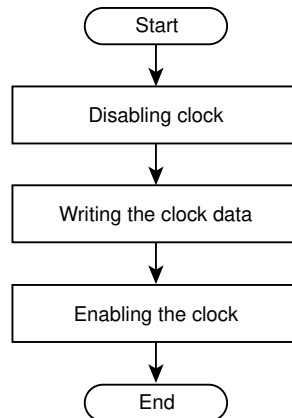 Start
Disabling clock
Writing the clock data
Enabling the clock
End